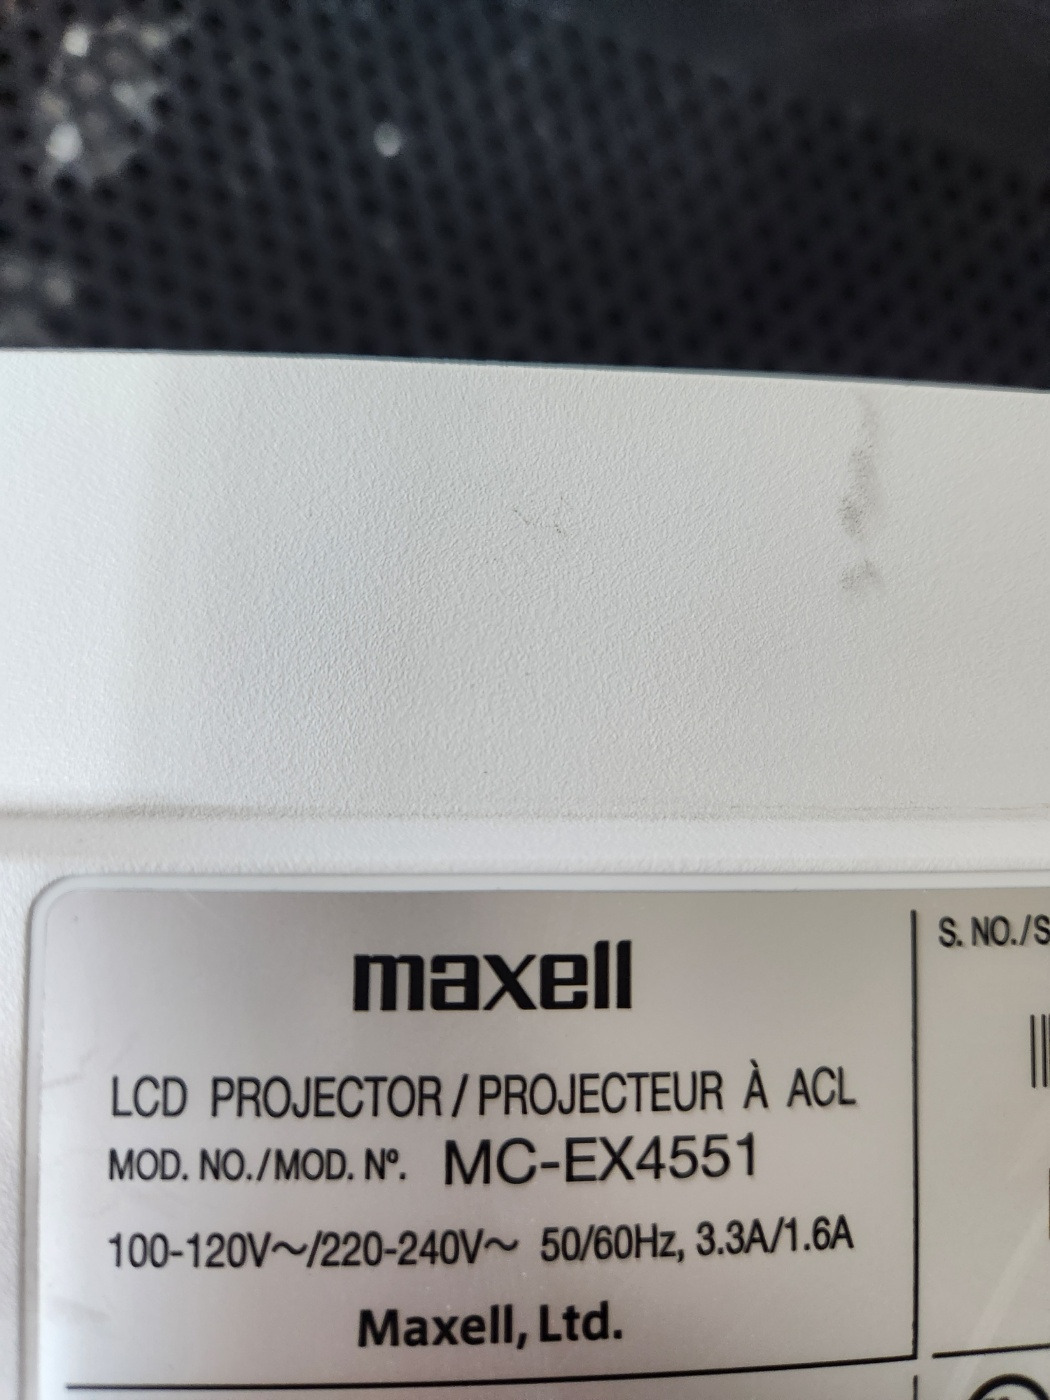 maxell
S. NO./S
LCD PROJECTOR / PROJECTEUR À ACL
MOD. NO./MOD. Nº. MC-EX4551
100-120V～/220-240V～ 50/60Hz, 3.3A/1.6A
Maxell, Ltd.